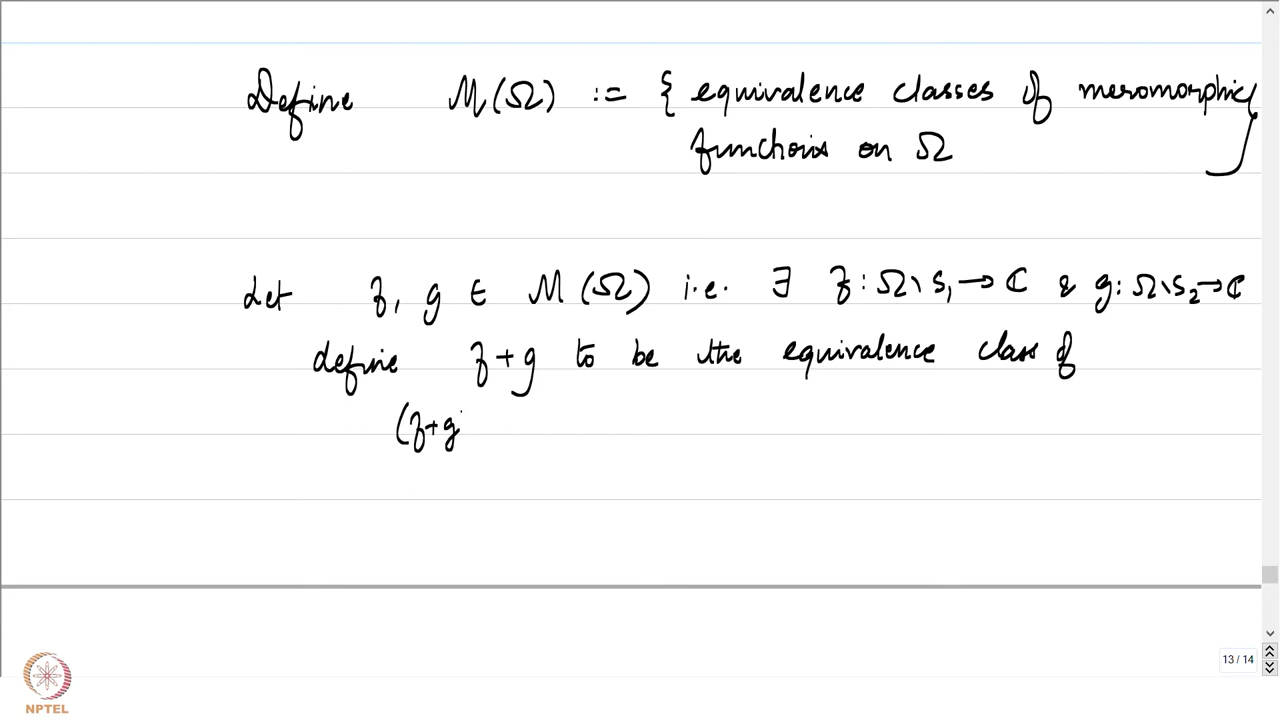 Define M(Ω) := { equivalence classes of meromorphic
functions on Ω }
Let f, g ∈ M(Ω) i.e. ∃ f : Ω\S₁ → ℂ & g : Ω\S₂ → ℂ
define f+g to be the equivalence class of
(f+g
13 / 14
NPTEL